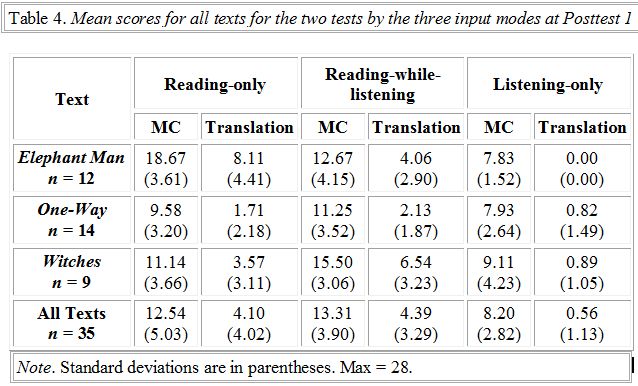 Table 4. Mean scores for all texts for the two tests by the three input modes at Posttest 1
Text Reading-only Reading-while-listening Listening-only
MC Translation MC Translation MC Translation
Elephant Man 18.67 8.11 12.67 4.06 7.83 0.00
n = 12 (3.61) (4.41) (4.15) (2.90) (1.52) (0.00)
One-Way 9.58 1.71 11.25 2.13 7.93 0.82
n = 14 (3.20) (2.18) (3.52) (1.87) (2.64) (1.49)
Witches 11.14 3.57 15.50 6.54 9.11 0.89
n = 9 (3.66) (3.11) (3.06) (3.23) (4.23) (1.05)
All Texts 12.54 4.10 13.31 4.39 8.20 0.56
n = 35 (5.03) (4.02) (3.90) (3.29) (2.82) (1.13)
Note. Standard deviations are in parentheses. Max = 28.